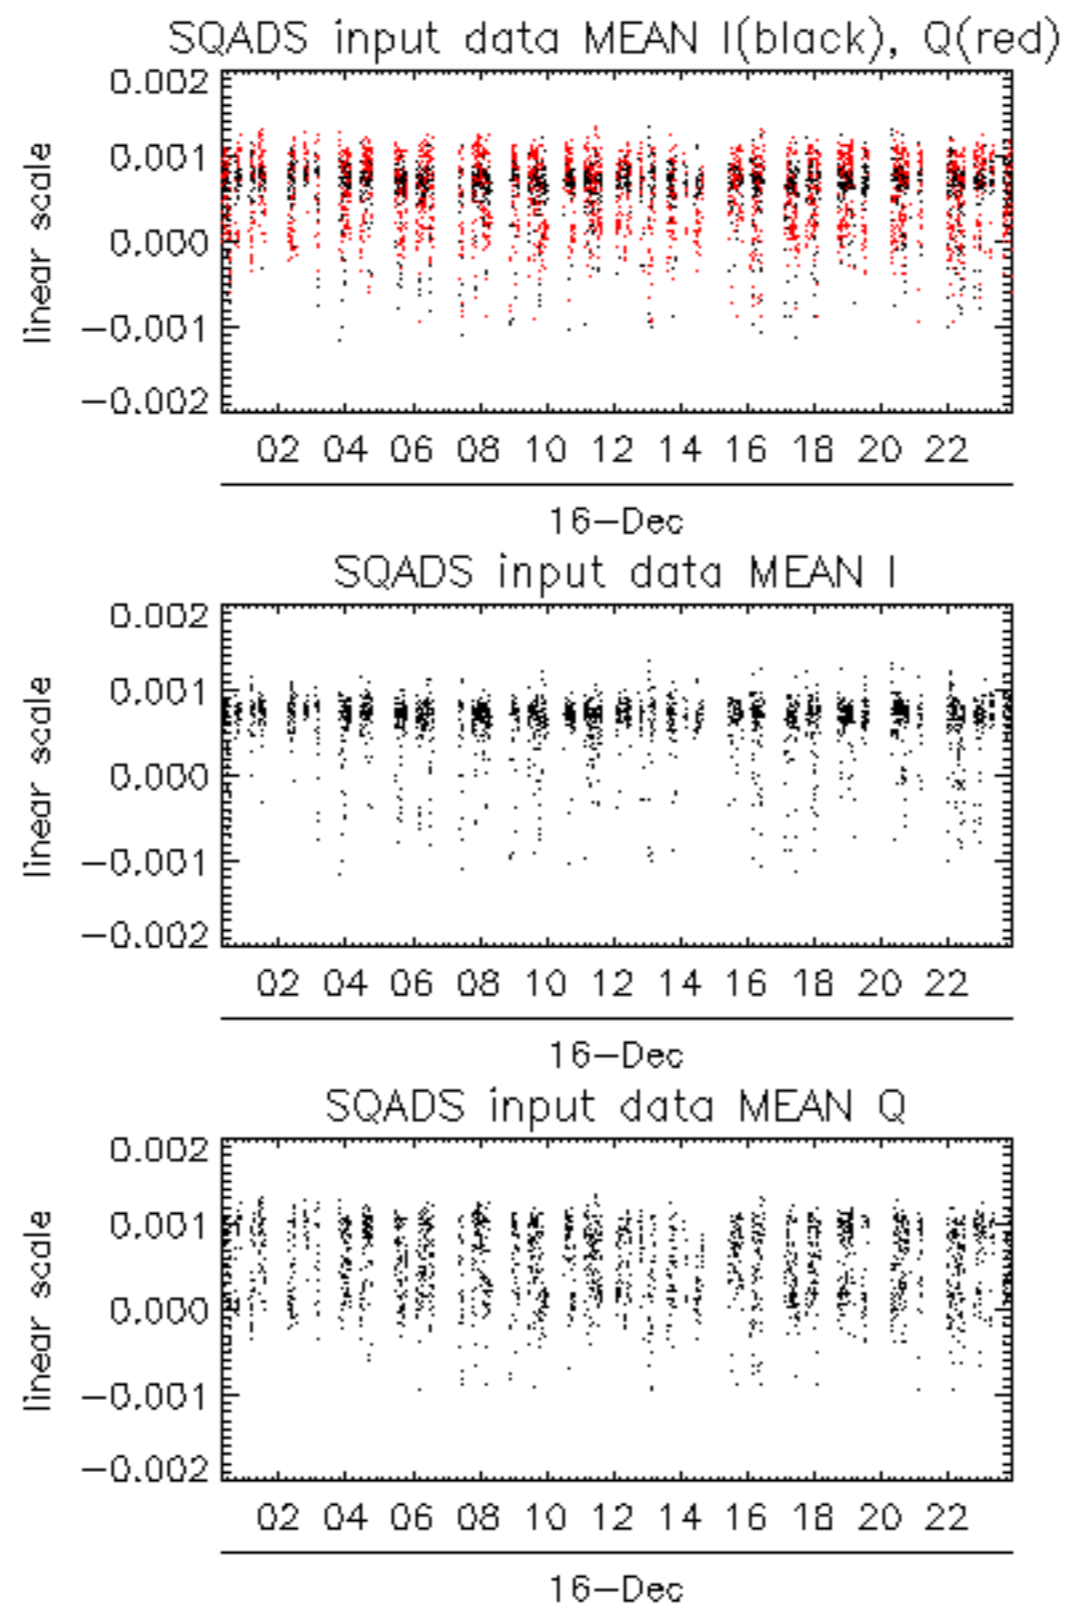 SQADS input data MEAN I(black), Q(red)
0.002
0.001
0.000
−0.001
−0.002
linear scale
02 04 06 08 10 12 14 16 18 20 22
16−Dec
SQADS input data MEAN I
0.002
0.001
0.000
−0.001
−0.002
linear scale
02 04 06 08 10 12 14 16 18 20 22
16−Dec
SQADS input data MEAN Q
0.002
0.001
0.000
−0.001
−0.002
linear scale
02 04 06 08 10 12 14 16 18 20 22
16−Dec